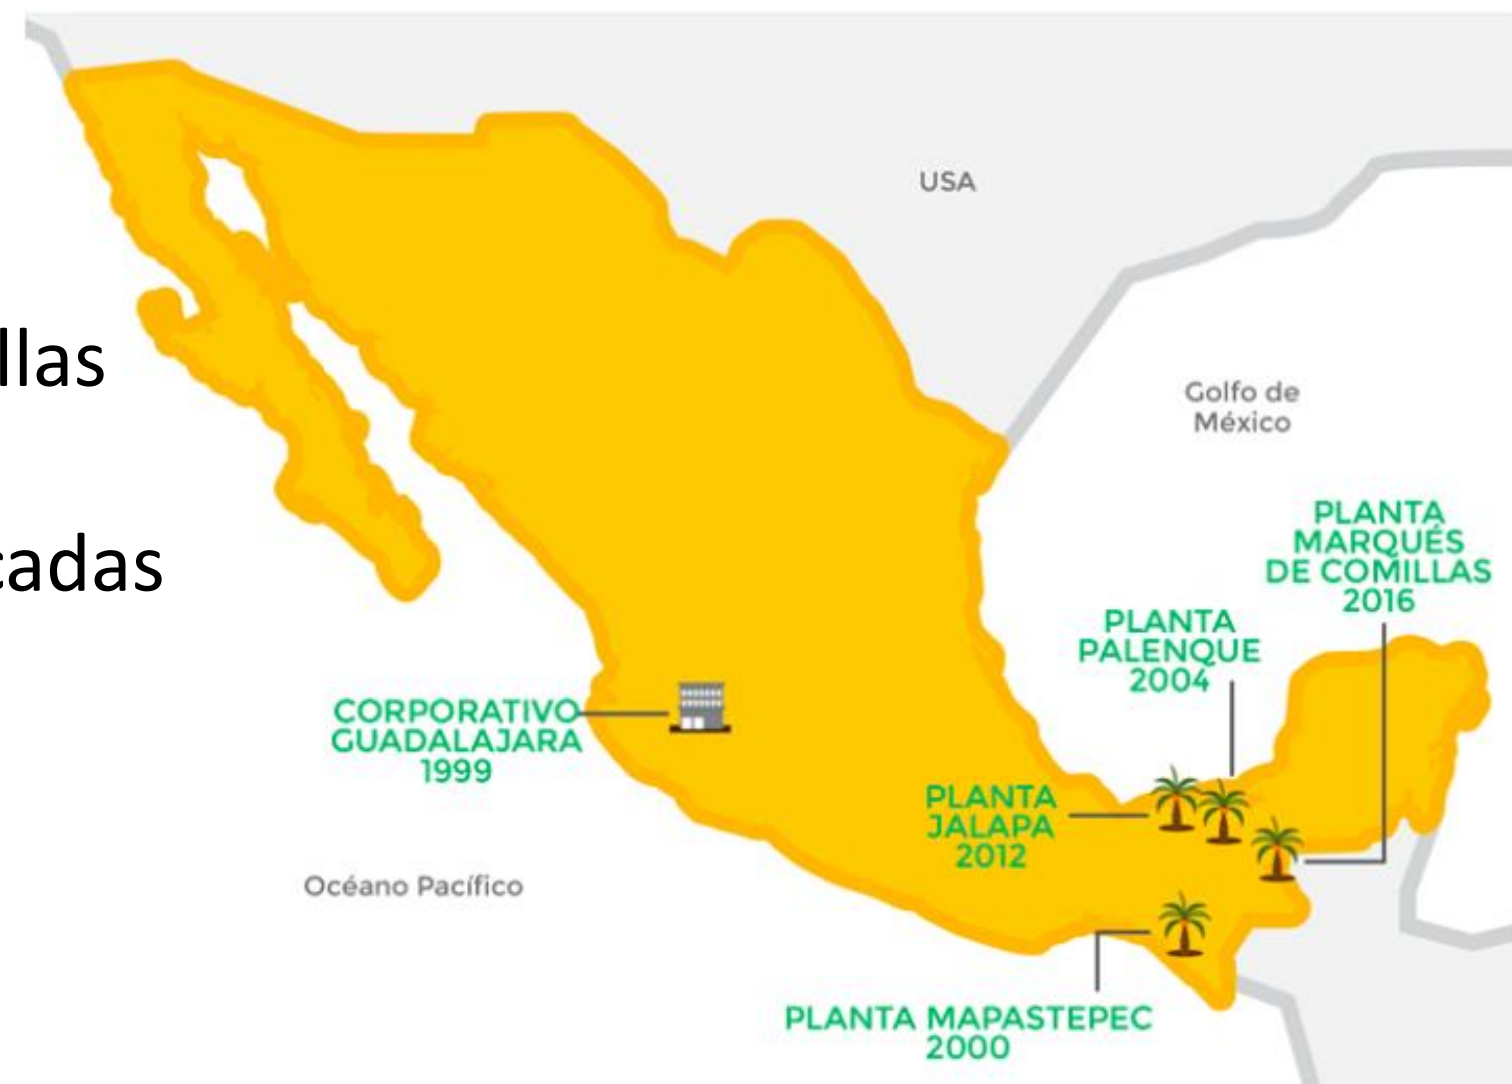 USA
llas
Golfo de
México
PLANTA
MARQUÉS
DE COMILLAS
2016
cadas
PLANTA
PALENQUE
2004
CORPORATIVO
GUADALAJARA
1999
PLANTA
JALAPA
2012
Océano Pacífico
PLANTA MAPASTEPEC
2000